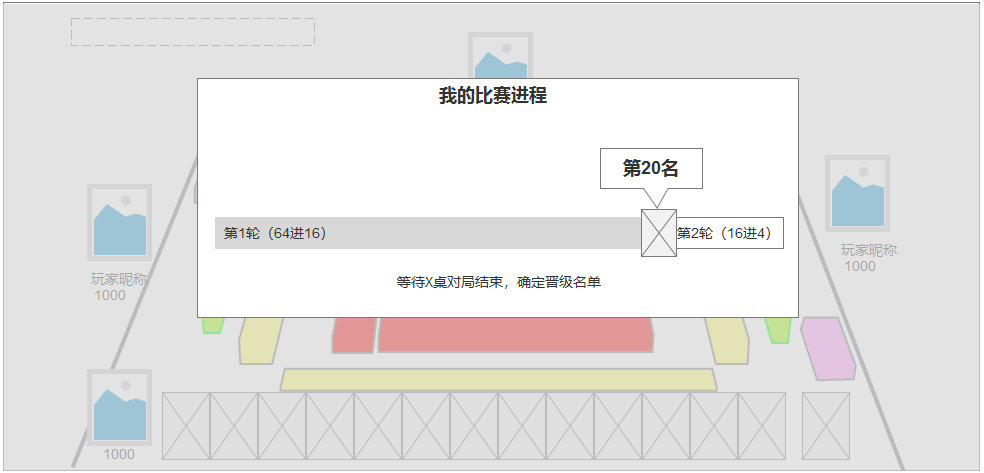 我的比赛进程
第20名
第1轮（64进16）
第2轮（16进4）
等待X桌对局结束，确定晋级名单
玩家昵称
1000
玩家昵称
1000
1000